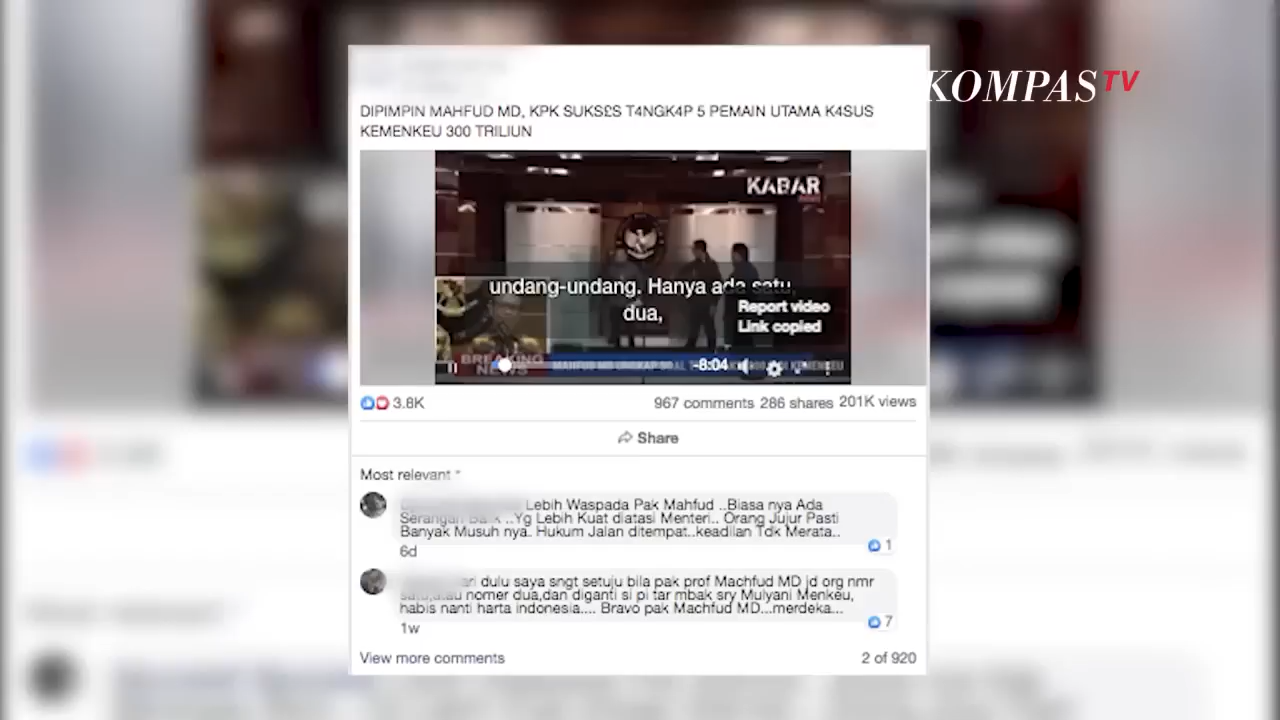 KOMPAS TV
DIPIMPIN MAHFUD MD, KPK SUKSƐS T4NGK4P 5 PEMAIN UTAMA K4SUS
KEMENKEU 300 TRILIUN
KABAR
undang-undang. Hanya ada satu,
dua,
Report video
Link copied
BREAKING
NEWS
MAHFUD MD UNGKAP
-8:04
KEMENKEU
3.8K
967 comments 286 shares 201K views
Share
Most relevant
Lebih Waspada Pak Mahfud ..Biasa nya Ada
Serangan Balik ..Yg Lebih Kuat diatasi Menteri.. Orang Jujur Pasti
Banyak Musuh nya. Hukum Jalan ditempat..keadilan Tdk Merata..
1
6d
dulu saya sngt setuju bila pak prof Machfud MD jd org nmr
satu,atau nomer dua,dan diganti si pi tar mbak sry Mulyani Menkeu,
habis nanti harta indonesia.... Bravo pak Machfud MD...merdeka...
7
1w
View more comments
2 of 920